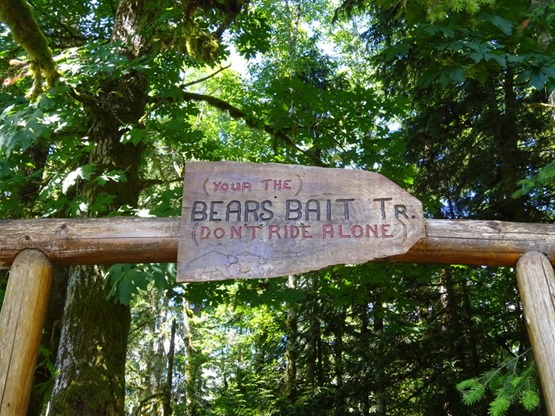 (YOUR THE)
BEARS BAIT TR.
(DON'T RIDE ALONE)